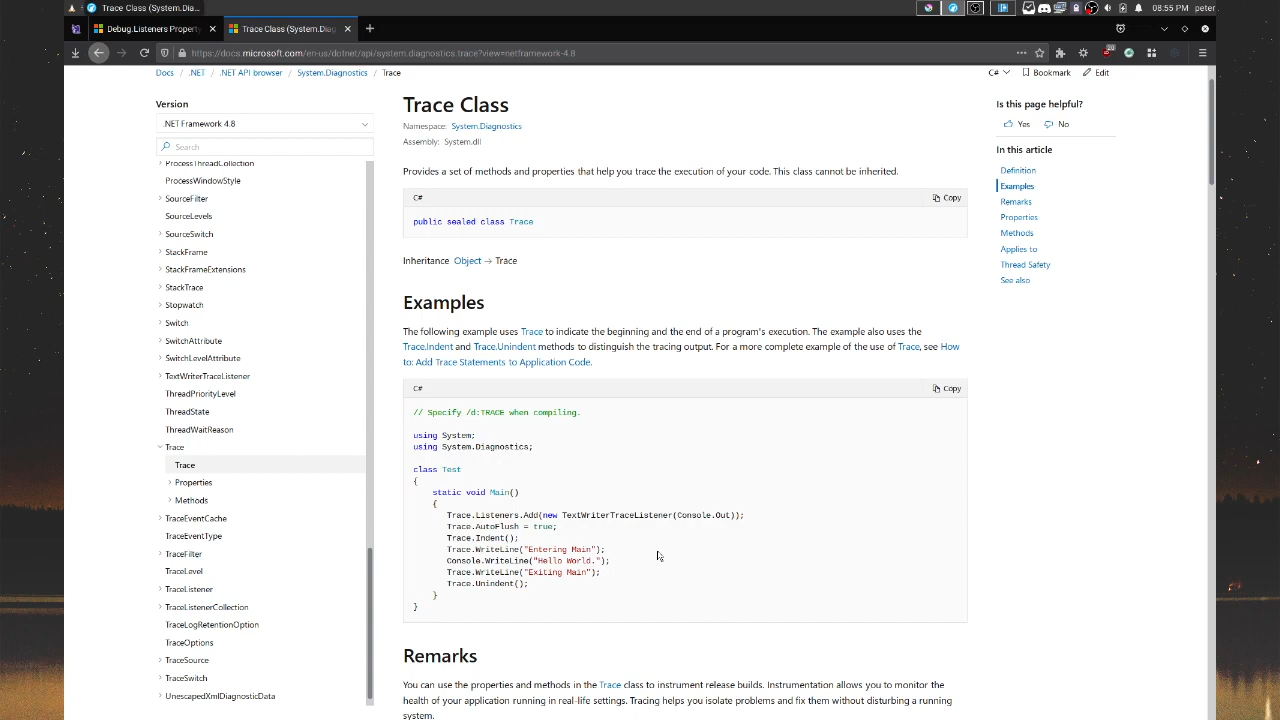 Trace Class (System.Dia...
08:55 PM peter
Debug.Listeners Property
Trace Class (System.Diag
https://docs.microsoft.com/en-us/dotnet/api/system.diagnostics.trace?view=netframework-4.8
20
Docs / .NET / .NET API browser / System.Diagnostics / Trace
C# Bookmark Edit
Version
.NET Framework 4.8
Search
ProcessThreadCollection
ProcessWindowStyle
SourceFilter
SourceLevels
SourceSwitch
StackFrame
StackFrameExtensions
StackTrace
Stopwatch
Switch
SwitchAttribute
SwitchLevelAttribute
TextWriterTraceListener
ThreadPriorityLevel
ThreadState
ThreadWaitReason
Trace
Trace
Properties
Methods
TraceEventCache
TraceEventType
TraceFilter
TraceLevel
TraceListener
TraceListenerCollection
TraceLogRetentionOption
TraceOptions
TraceSource
TraceSwitch
UnescapedXmlDiagnosticData
Trace Class
Namespace: System.Diagnostics
Assembly: System.dll
Provides a set of methods and properties that help you trace the execution of your code. This class cannot be inherited.
C# Copy
public sealed class Trace
Inheritance Object → Trace
Examples
The following example uses Trace to indicate the beginning and the end of a program's execution. The example also uses the
Trace.Indent and Trace.Unindent methods to distinguish the tracing output. For a more complete example of the use of Trace, see How
to: Add Trace Statements to Application Code.
C# Copy
// Specify /d:TRACE when compiling.
using System;
using System.Diagnostics;
class Test
{
static void Main()
{
Trace.Listeners.Add(new TextWriterTraceListener(Console.Out));
Trace.AutoFlush = true;
Trace.Indent();
Trace.WriteLine("Entering Main");
Console.WriteLine("Hello World.");
Trace.WriteLine("Exiting Main");
Trace.Unindent();
}
}
Remarks
You can use the properties and methods in the Trace class to instrument release builds. Instrumentation allows you to monitor the
health of your application running in real-life settings. Tracing helps you isolate problems and fix them without disturbing a running
system.
Is this page helpful?
Yes No
In this article
Definition
Examples
Remarks
Properties
Methods
Applies to
Thread Safety
See also